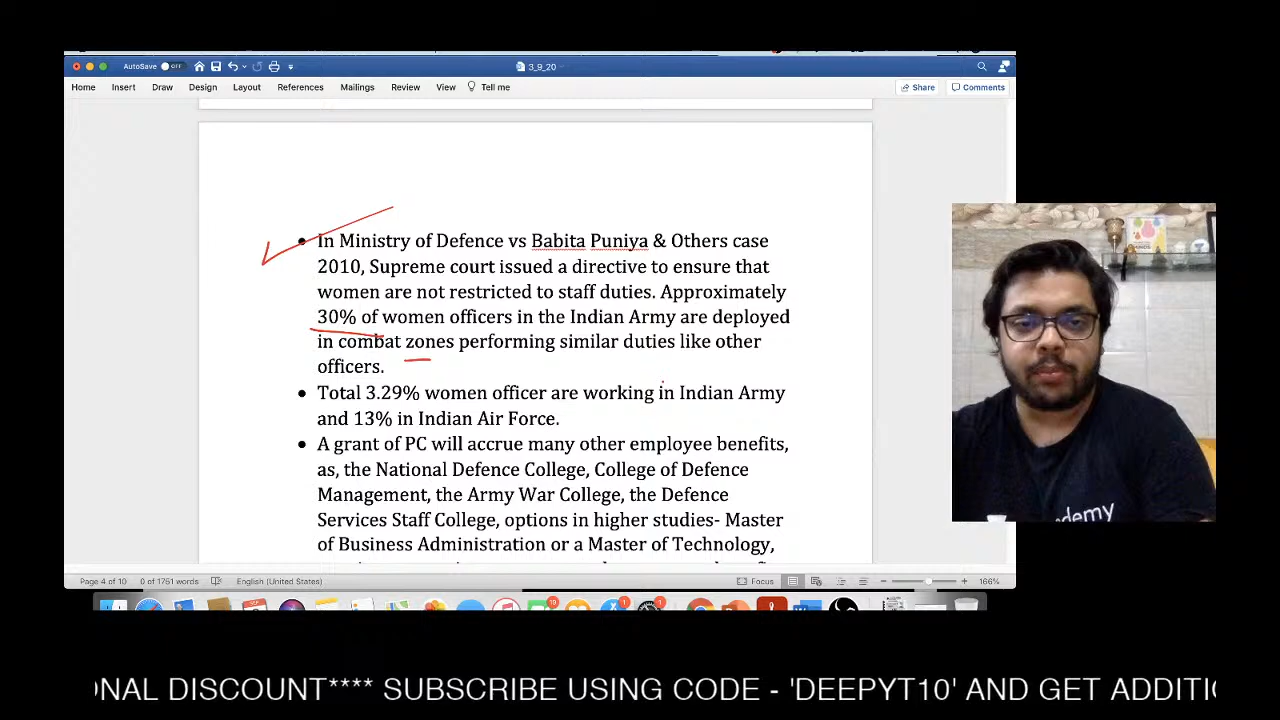 AutoSave OFF
3_9_20
Home Insert Draw Design Layout References Mailings Review View Tell me Share Comments
In Ministry of Defence vs Babita Puniya & Others case
2010, Supreme court issued a directive to ensure that
women are not restricted to staff duties. Approximately
30% of women officers in the Indian Army are deployed
in combat zones performing similar duties like other
officers.
Total 3.29% women officer are working in Indian Army
and 13% in Indian Air Force.
A grant of PC will accrue many other employee benefits,
as, the National Defence College, College of Defence
Management, the Army War College, the Defence
Services Staff College, options in higher studies- Master
of Business Administration or a Master of Technology,
demy
Page 4 of 10 0 of 1751 words English (United States) Focus 166%
ONAL DISCOUNT**** SUBSCRIBE USING CODE - 'DEEPYT10' AND GET ADDITIO